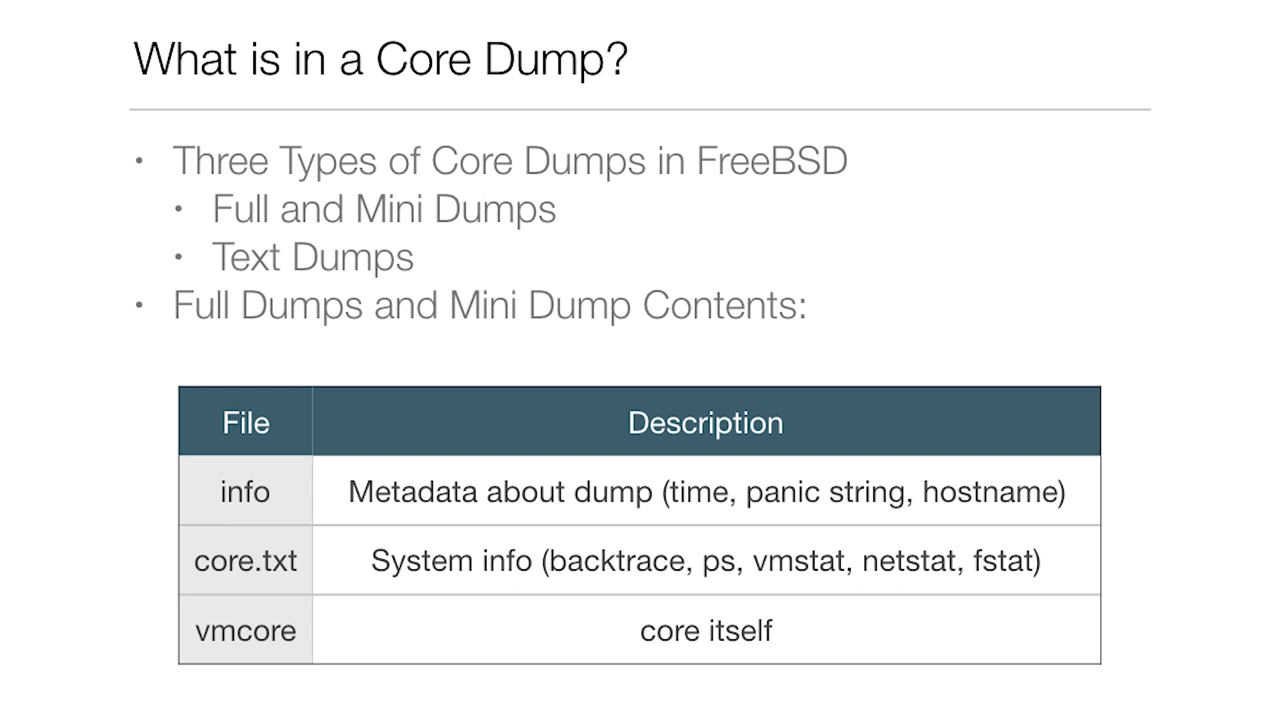 What is in a Core Dump?
• Three Types of Core Dumps in FreeBSD
• Full and Mini Dumps
• Text Dumps
• Full Dumps and Mini Dump Contents:
File Description
info Metadata about dump (time, panic string, hostname)
core.txt System info (backtrace, ps, vmstat, netstat, fstat)
vmcore core itself